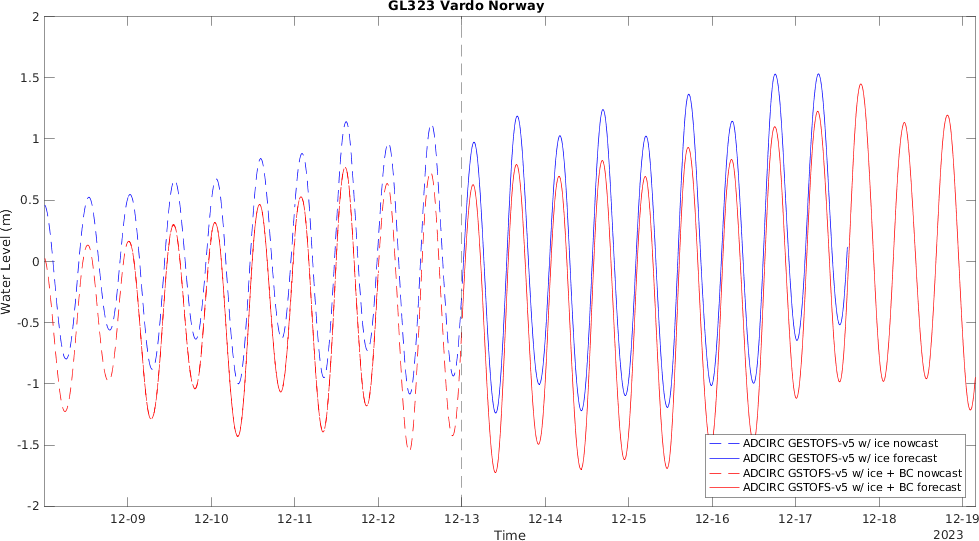 GL323 Vardo Norway
2
1.5
1
0.5
0
-0.5
-1
-1.5
-2
Water Level (m)
ADCIRC GESTOFS-v5 w/ ice nowcast
ADCIRC GESTOFS-v5 w/ ice forecast
ADCIRC GSTOFS-v5 w/ ice + BC nowcast
ADCIRC GSTOFS-v5 w/ ice + BC forecast
12-09 12-10 12-11 12-12 12-13 12-14 12-15 12-16 12-17 12-18 12-19
Time
2023